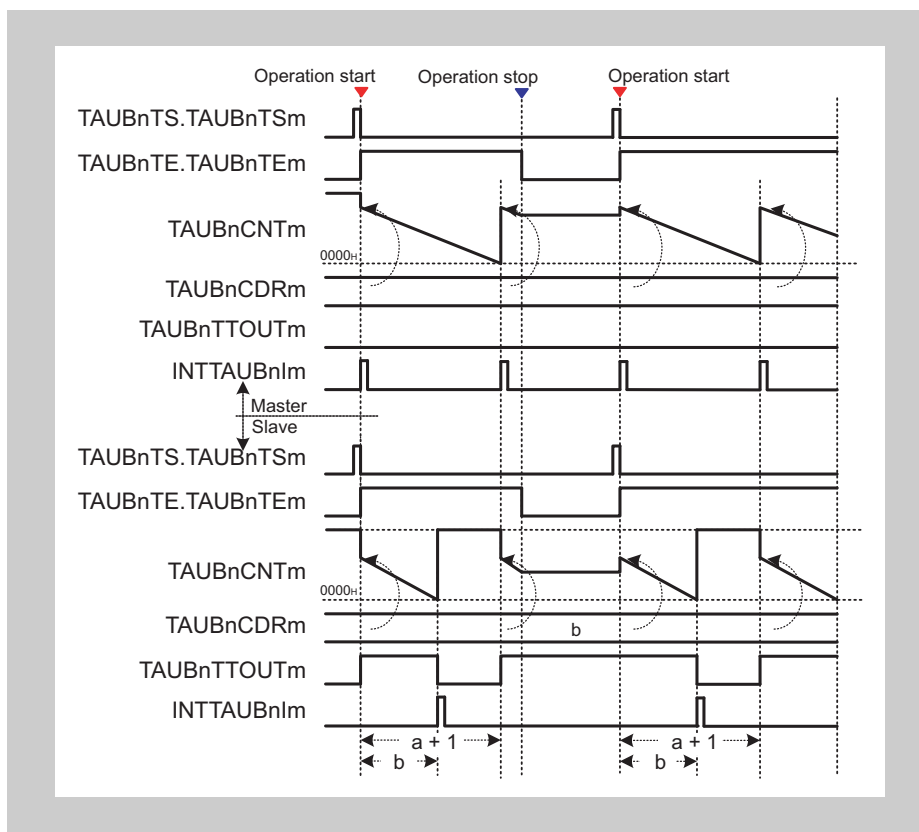 Operation start Operation stop Operation start
TAUBnTS.TAUBnTSm
TAUBnTE.TAUBnTEm
TAUBnCNTm
0000H
TAUBnCDRm
TAUBnTTOUTm
INTTAUBnIm
Master
Slave
TAUBnTS.TAUBnTSm
TAUBnTE.TAUBnTEm
TAUBnCNTm
0000H
TAUBnCDRm
b
TAUBnTTOUTm
INTTAUBnIm
a + 1 a + 1
b b